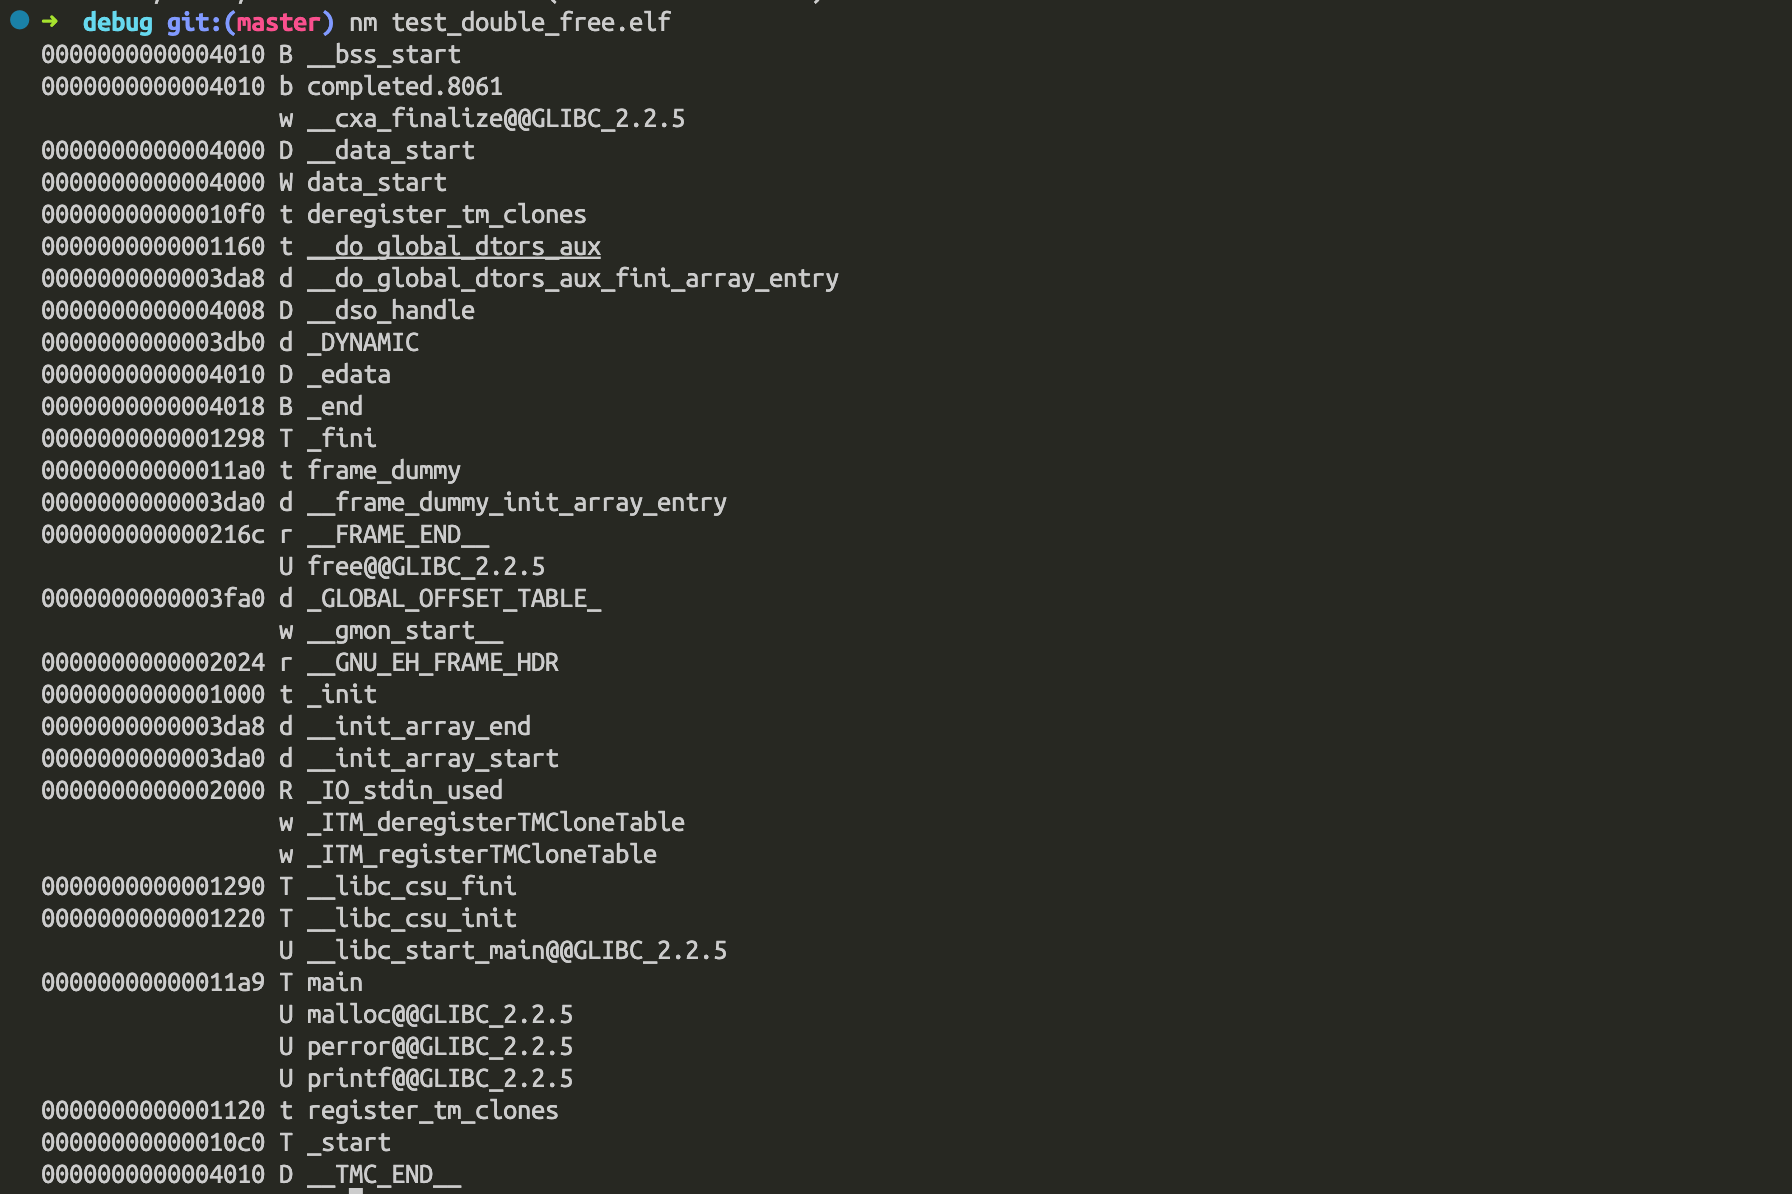 ➜ debug git:(master) nm test_double_free.elf
0000000000004010 B __bss_start
0000000000004010 b completed.8061
w __cxa_finalize@@GLIBC_2.2.5
0000000000004000 D __data_start
0000000000004000 W data_start
00000000000010f0 t deregister_tm_clones
0000000000001160 t __do_global_dtors_aux
0000000000003da8 d __do_global_dtors_aux_fini_array_entry
0000000000004008 D __dso_handle
0000000000003db0 d _DYNAMIC
0000000000004010 D _edata
0000000000004018 B _end
0000000000001298 T _fini
00000000000011a0 t frame_dummy
0000000000003da0 d __frame_dummy_init_array_entry
000000000000216c r __FRAME_END__
U free@@GLIBC_2.2.5
0000000000003fa0 d _GLOBAL_OFFSET_TABLE_
w __gmon_start__
0000000000002024 r __GNU_EH_FRAME_HDR
0000000000001000 t _init
0000000000003da8 d __init_array_end
0000000000003da0 d __init_array_start
0000000000002000 R _IO_stdin_used
w _ITM_deregisterTMCloneTable
w _ITM_registerTMCloneTable
0000000000001290 T __libc_csu_fini
0000000000001220 T __libc_csu_init
U __libc_start_main@@GLIBC_2.2.5
00000000000011a9 T main
U malloc@@GLIBC_2.2.5
U perror@@GLIBC_2.2.5
U printf@@GLIBC_2.2.5
0000000000001120 t register_tm_clones
00000000000010c0 T _start
0000000000004010 D __TMC_END__